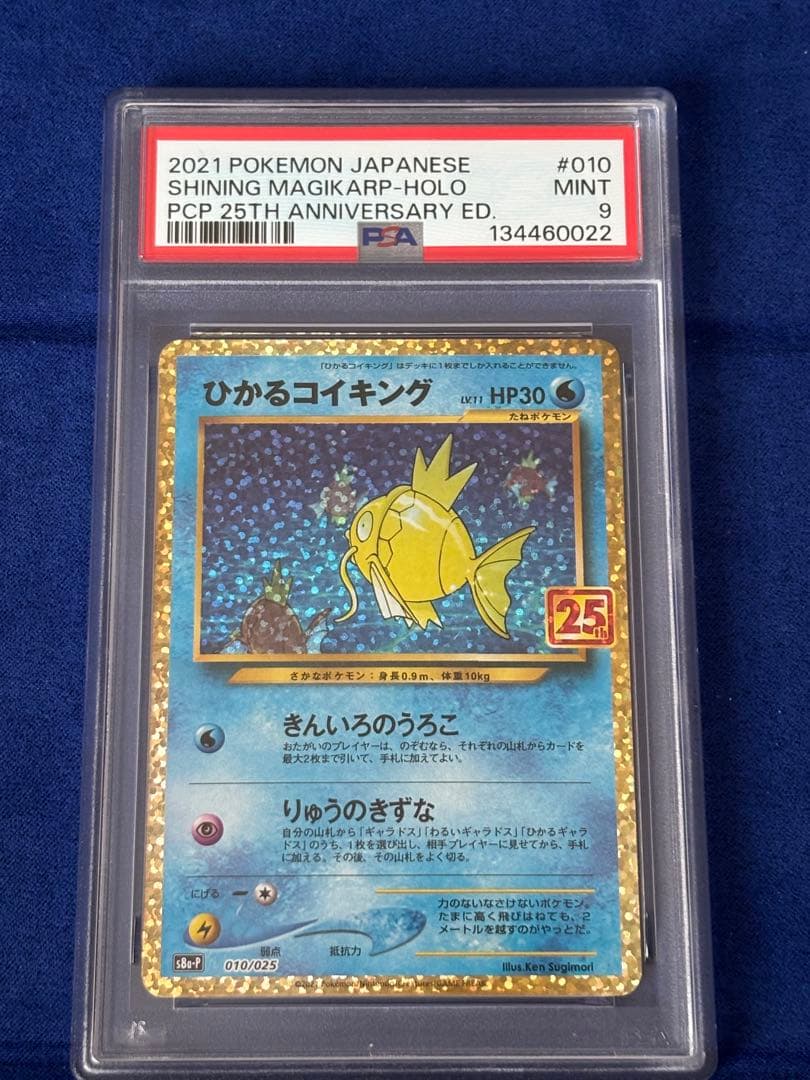 2021 POKEMON JAPANESE #010
SHINING MAGIKARP-HOLO MINT
PCP 25TH ANNIVERSARY ED. 9
PSA 134460022
「ひかるコイキング」はデッキに1枚までしか入れることができません。
ひかるコイキング LV.11 HP30
たねポケモン
25th
さかなポケモン:身長0.9m、体重10kg
きんいろのうろこ
おたがいのプレイヤーは、のぞむなら、それぞれの山札からカードを
最大2枚まで引いて、手札に加えてよい。
りゅうのきずな
自分の山札から「ギャラドス」「わるいギャラドス」「ひかるギャラ
ドス」のうち、1枚を選び出し、相手プレイヤーに見せてから、手札
に加える。その後、その山札をよく切る。
にげる
力のないなさけないポケモン。
たまに高く飛びはねても、2
メートルを越すのがやっとだ。
弱点 抵抗力
s8a-P 010/025 Illus.Ken Sugimori
©2021 Pokémon/Nintendo/Creatures/GAME FREAK